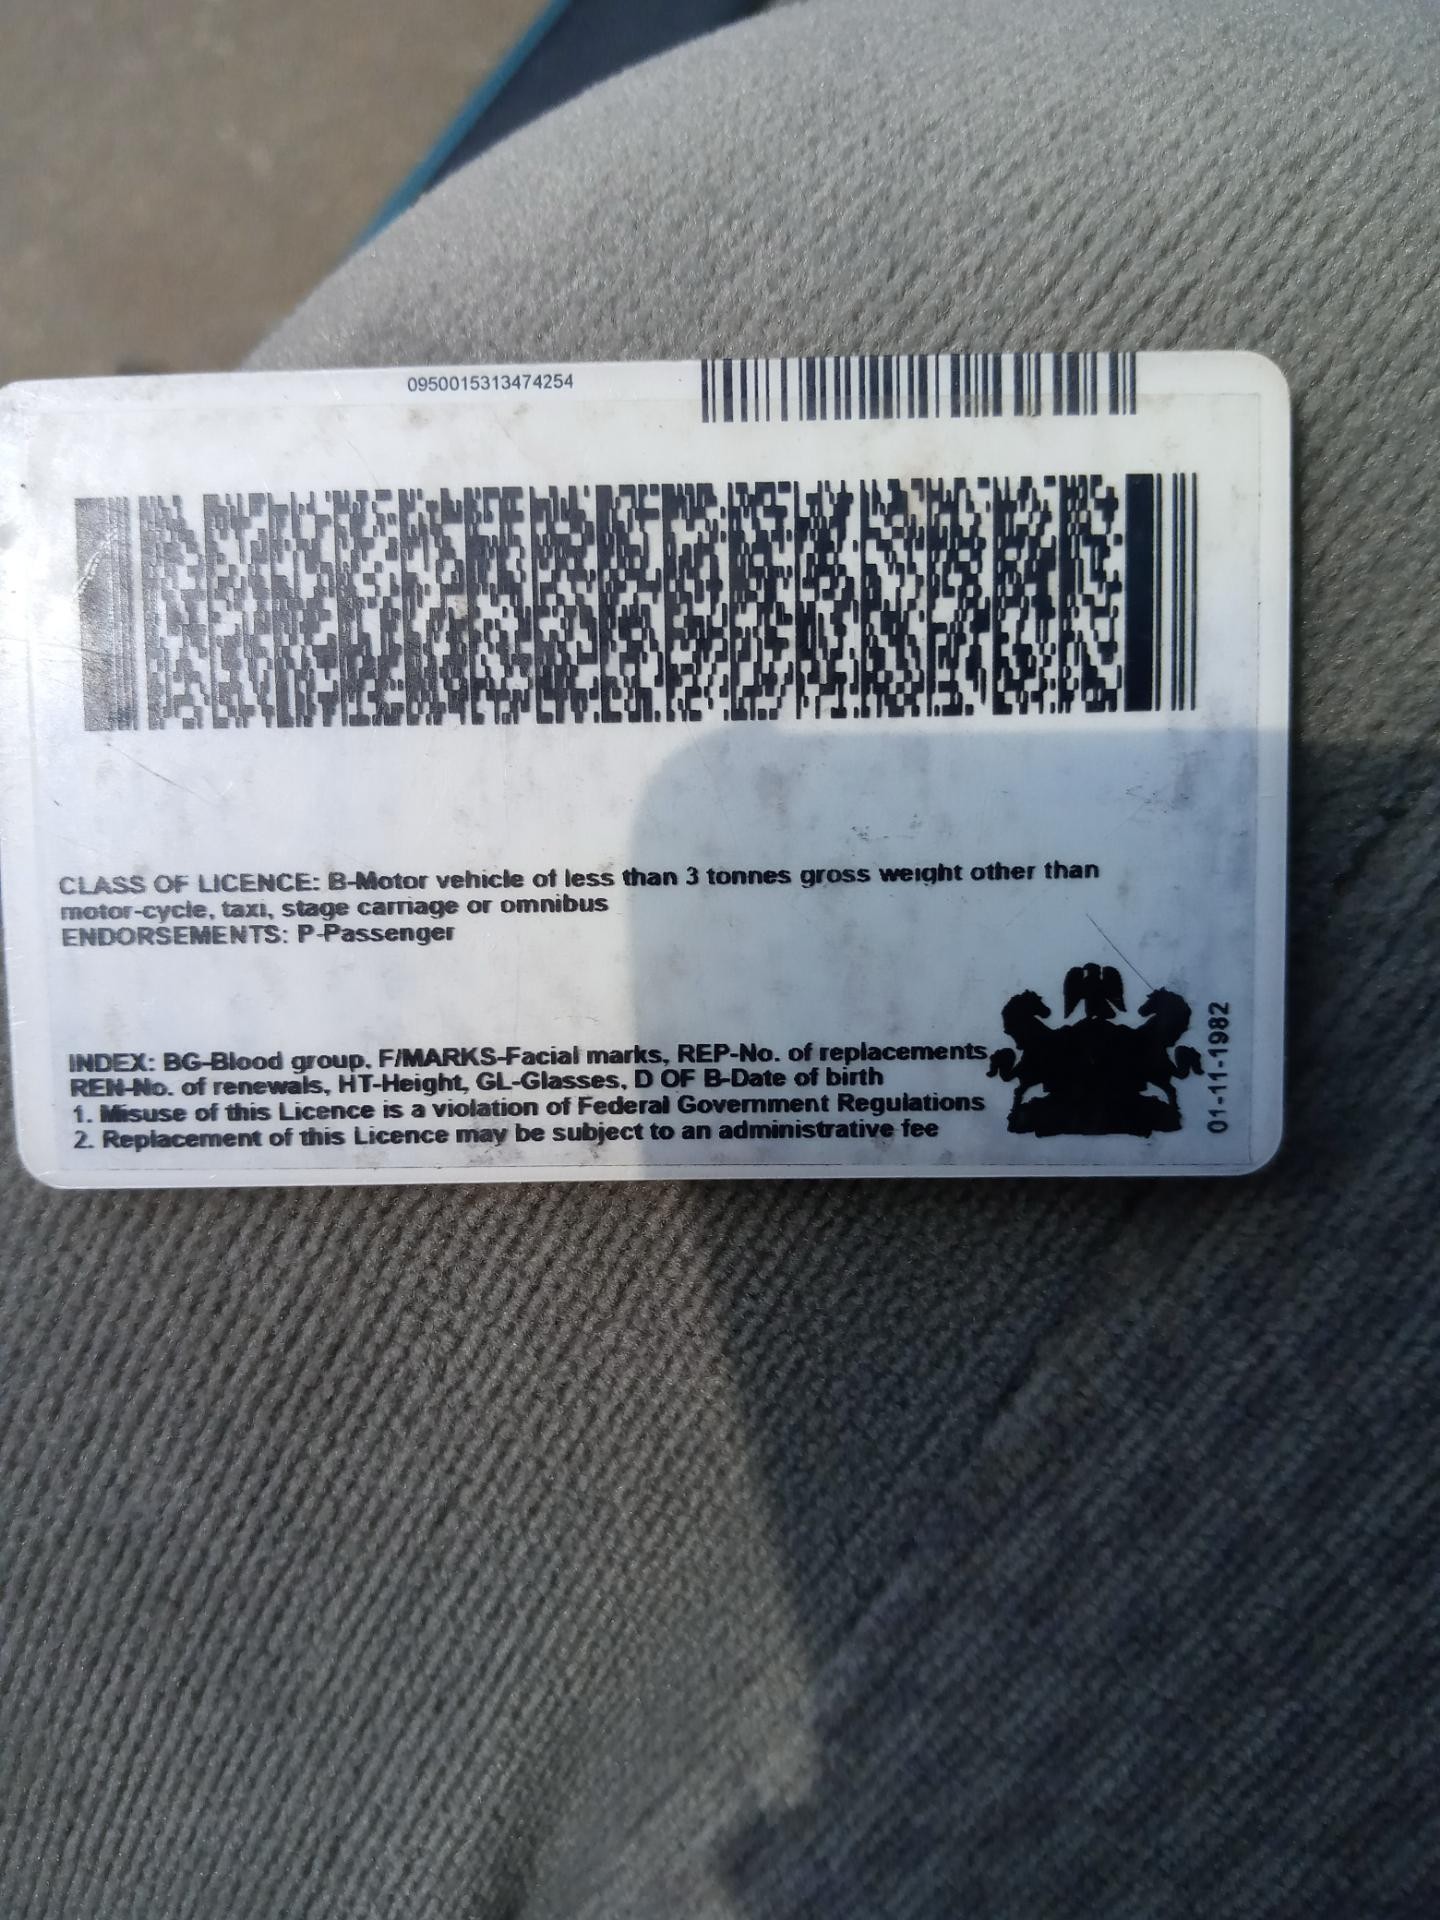 0950015313474254
CLASS OF LICENCE: B-Motor vehicle of less than 3 tonnes gross weight other than
motor-cycle, taxi, stage carriage or omnibus
ENDORSEMENTS: P-Passenger
INDEX: BG-Blood group, F/MARKS-Facial marks, REP-No. of replacements,
REN-No. of renewals, HT-Height, GL-Glasses, D OF B-Date of birth
1. Misuse of this Licence is a violation of Federal Government Regulations
2. Replacement of this Licence may be subject to an administrative fee
01-11-1982